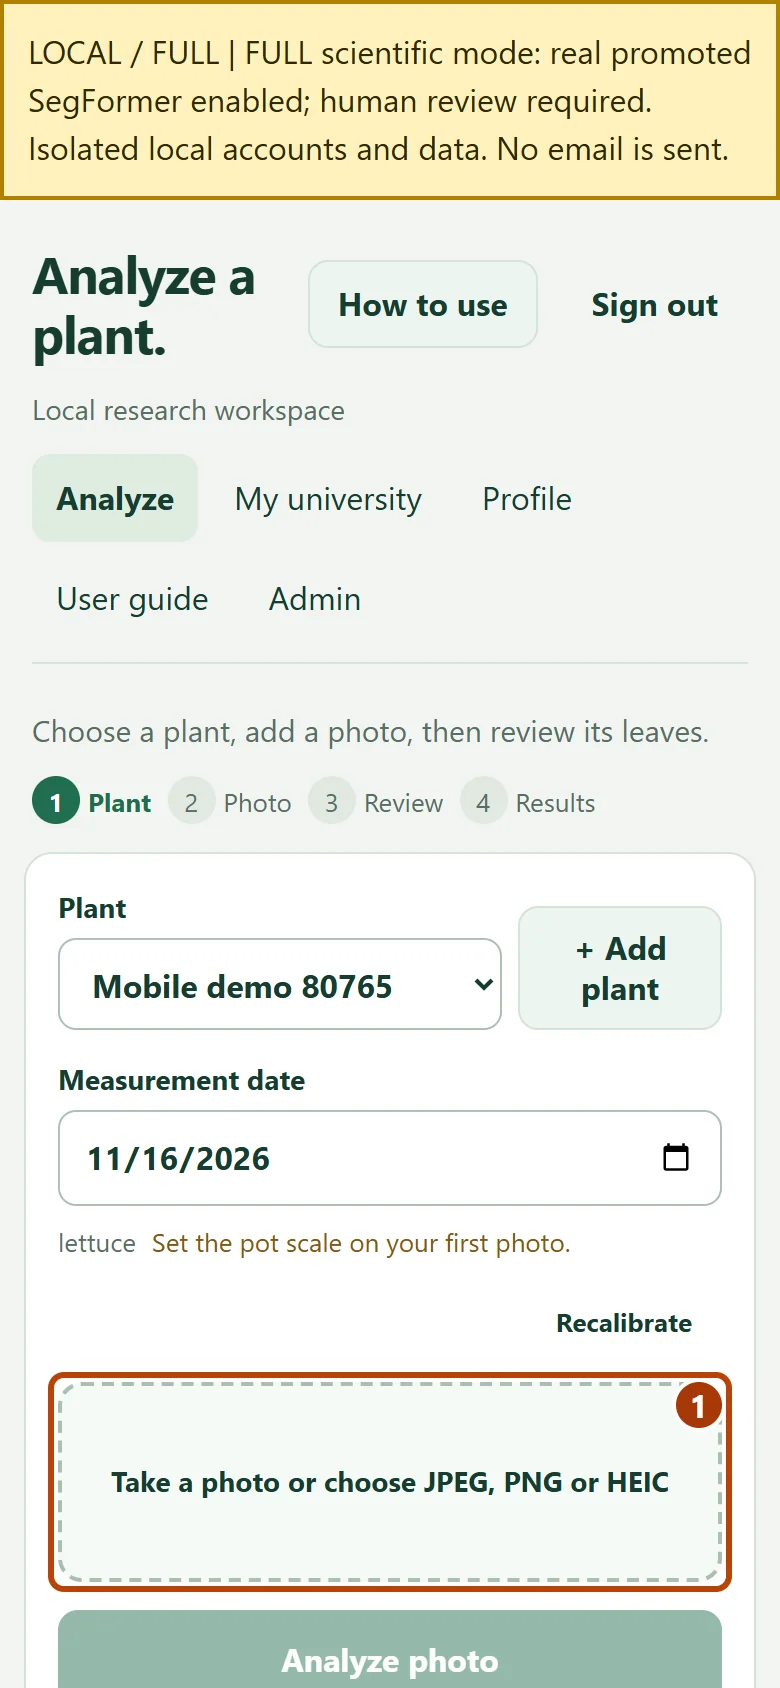 LOCAL / FULL | FULL scientific mode: real promoted
SegFormer enabled; human review required.
Isolated local accounts and data. No email is sent.
Analyze a
plant.
How to use
Sign out
Local research workspace
Analyze
My university
Profile
User guide
Admin
Choose a plant, add a photo, then review its leaves.
1 Plant 2 Photo 3 Review 4 Results
Plant
Mobile demo 80765
+ Add
plant
Measurement date
11/16/2026
lettuce Set the pot scale on your first photo.
Recalibrate
1
Take a photo or choose JPEG, PNG or HEIC
Analyze photo